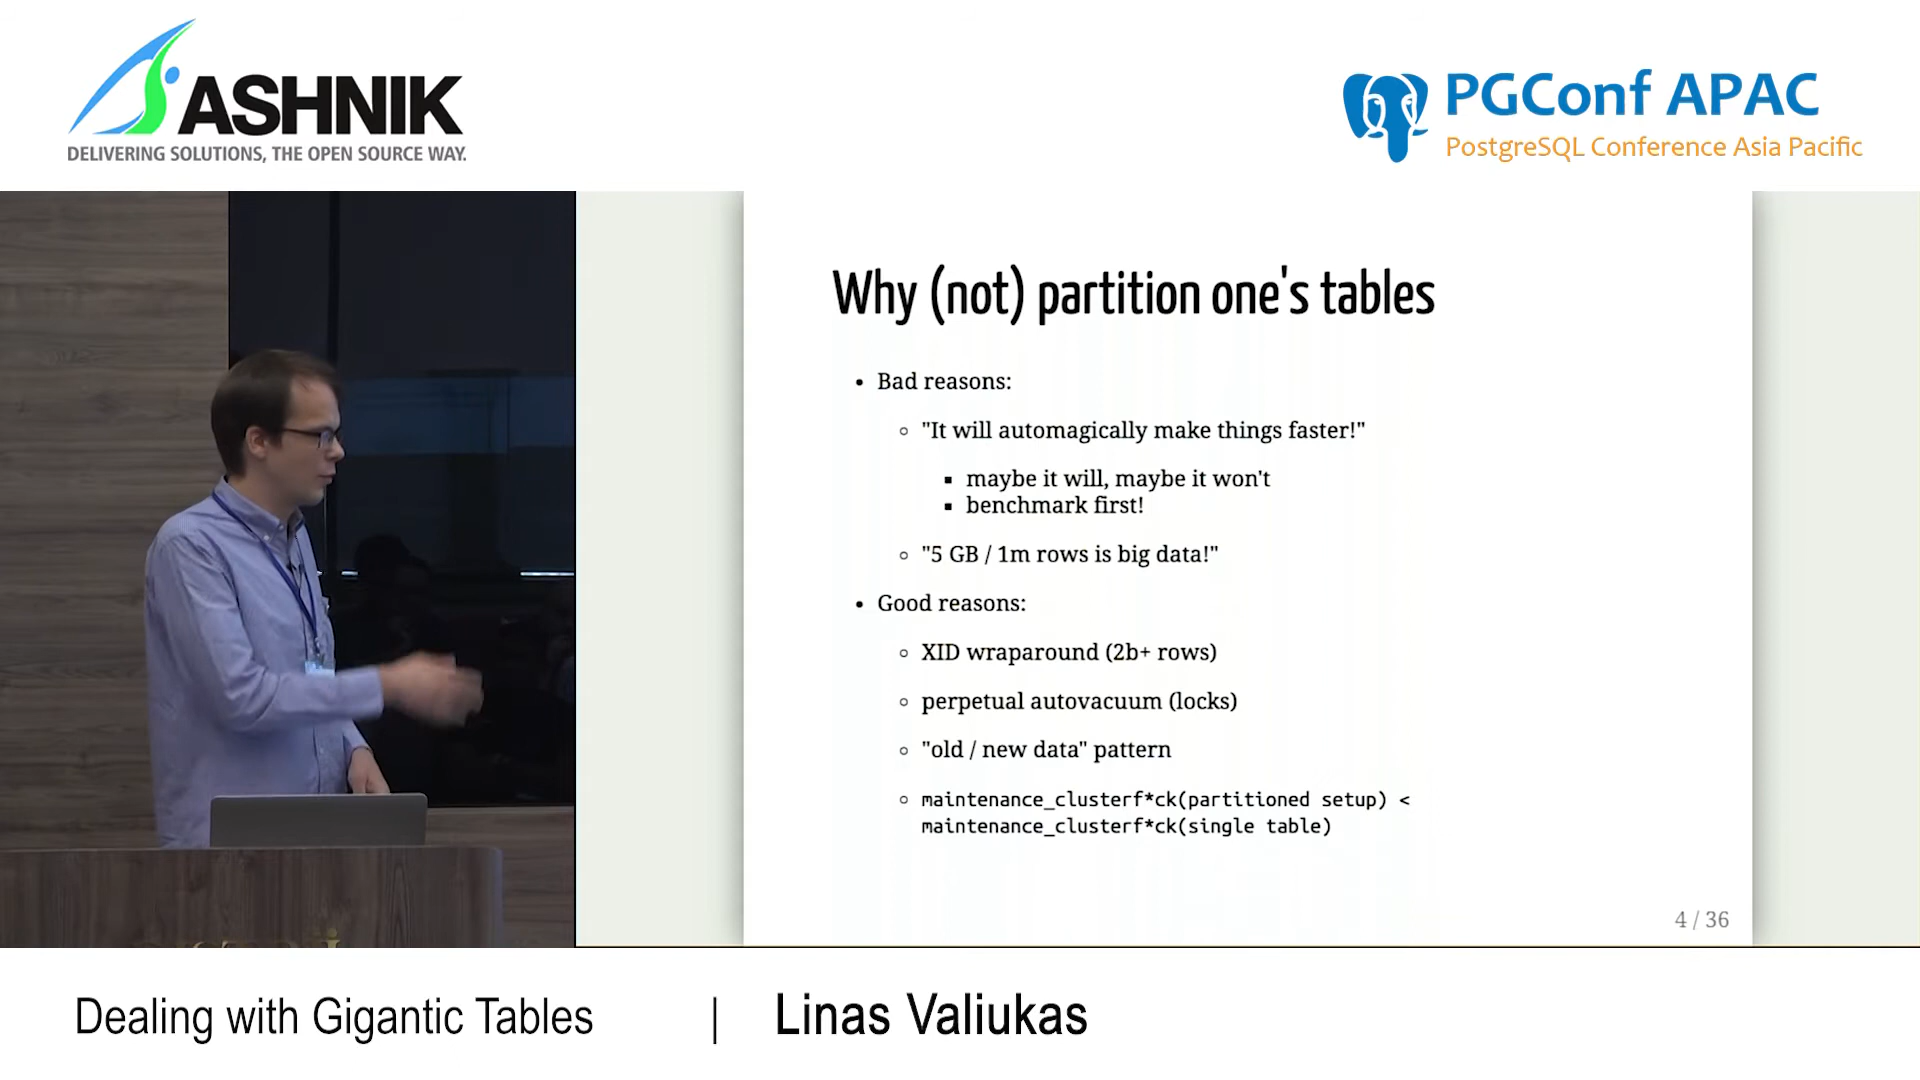 ASHNIK
DELIVERING SOLUTIONS, THE OPEN SOURCE WAY.
PGConf APAC
PostgreSQL Conference Asia Pacific
Why (not) partition one's tables
• Bad reasons:
◦ "It will automagically make things faster!"
▪ maybe it will, maybe it won't
▪ benchmark first!
◦ "5 GB / 1m rows is big data!"
• Good reasons:
◦ XID wraparound (2b+ rows)
◦ perpetual autovacuum (locks)
◦ "old / new data" pattern
◦ maintenance_clusterf*ck(partitioned setup) <
maintenance_clusterf*ck(single table)
4 / 36
Dealing with Gigantic Tables | Linas Valiukas